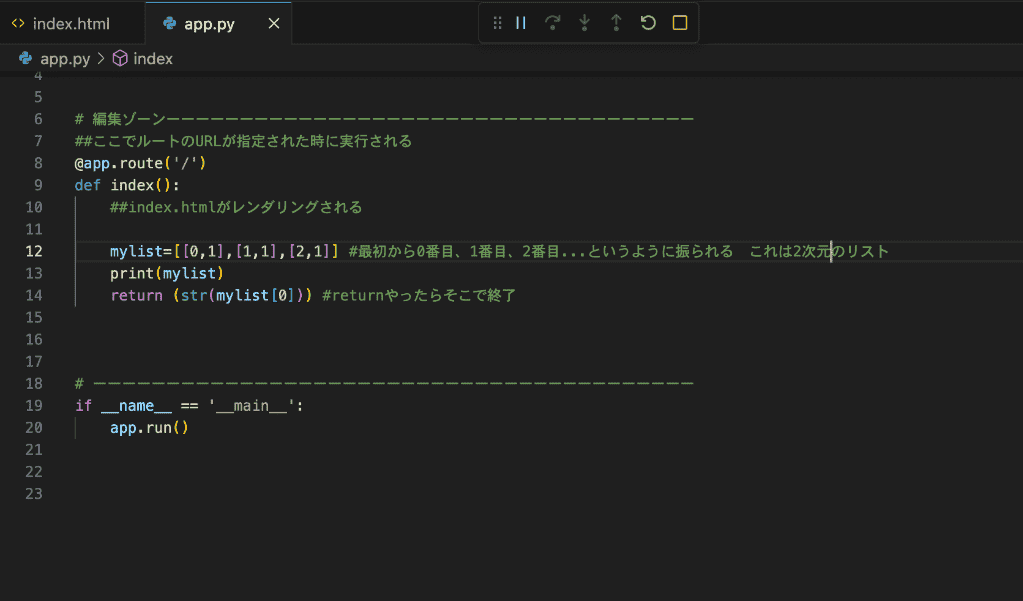 index.html app.py
app.py > index
4
5
6 # 編集ゾーンーーーーーーーーーーーーーーーーーーーーーーーーーーーーーーーーーーー
7 ##ここでルートのURLが指定された時に実行される
8 @app.route('/')
9 def index():
10 ##index.htmlがレンダリングされる
11
12 mylist=[[0,1],[1,1],[2,1]] #最初から0番目、1番目、2番目...というように振られる　これは2次元のリスト
13 print(mylist)
14 return (str(mylist[0])) #returnやったらそこで終了
15
16
17
18 # ーーーーーーーーーーーーーーーーーーーーーーーーーーーーーーーーーーーーーーーー
19 if __name__ == '__main__':
20 app.run()
21
22
23